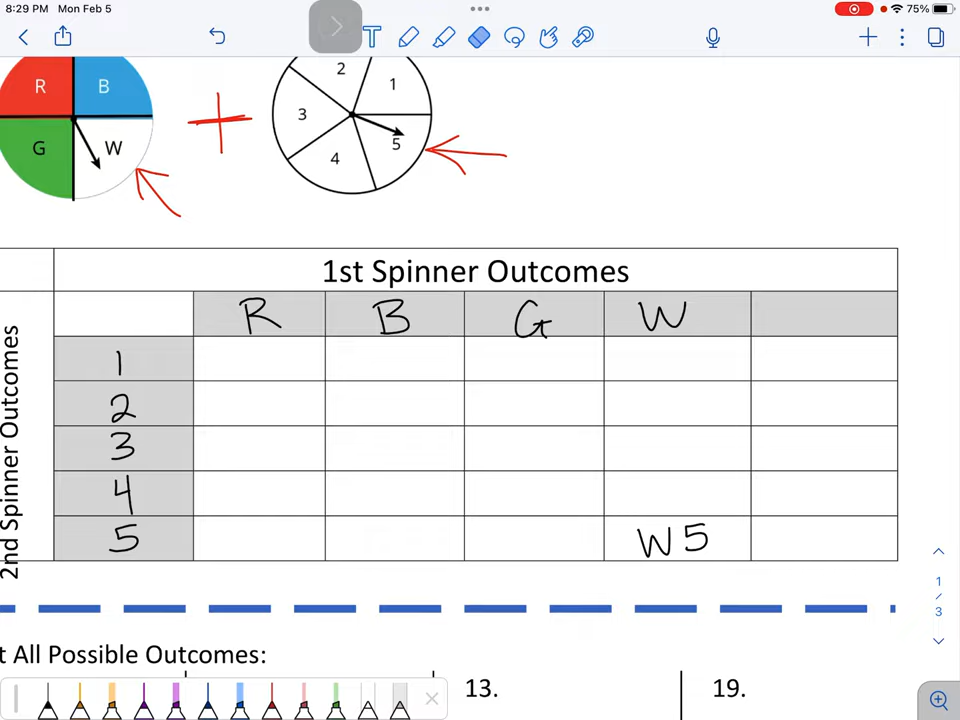 8:29 PM Mon Feb 5
75%
T
R B
G W
2
1
3
5
4
1st Spinner Outcomes
2nd Spinner Outcomes
R B G W
1
2
3
4
5 W5
1
/
3
t All Possible Outcomes:
13. 19.